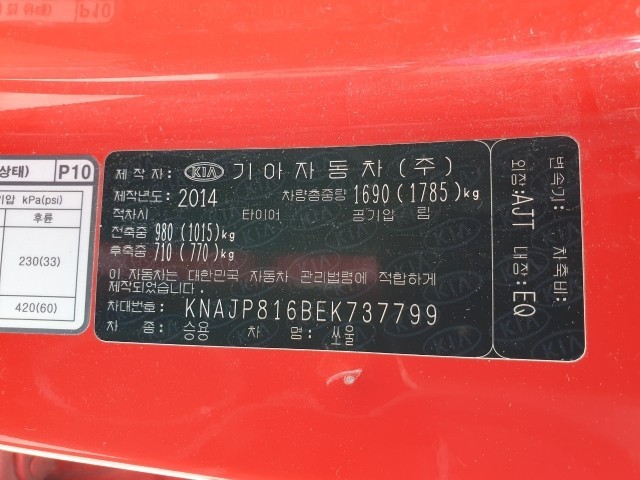 상태) P10
기압 kPa(psi)
후륜
230(33)
420(60)
제 작 자: KIA 기아자동차(주)
제작년도: 2014 차량총중량 1690(1785)kg
적차시 타이어 공기압 림
전축중 980(1015)kg
후축중 710(770)kg
이 자동차는 대한민국 자동차 관리법령에 적합하게
제작되었습니다.
차대번호: KNAJP816BEK737799
차 종: 승용 차 명: 쏘울
변속기: 차축비:
외장:AJT 내장:EQ